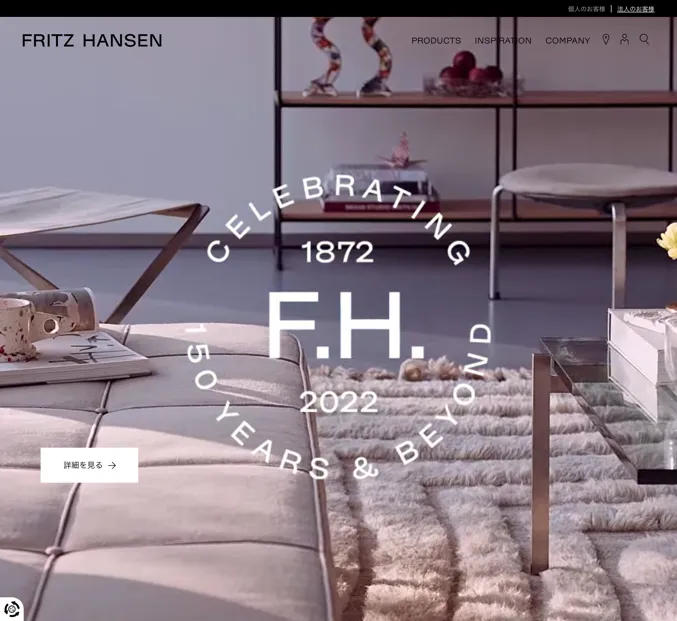 個人のお客様 | 法人のお客様
FRITZ HANSEN
PRODUCTS INSPIRATION COMPANY
CELEBRATING
1872
F.H.
2022
150 YEARS & BEYOND
詳細を見る →